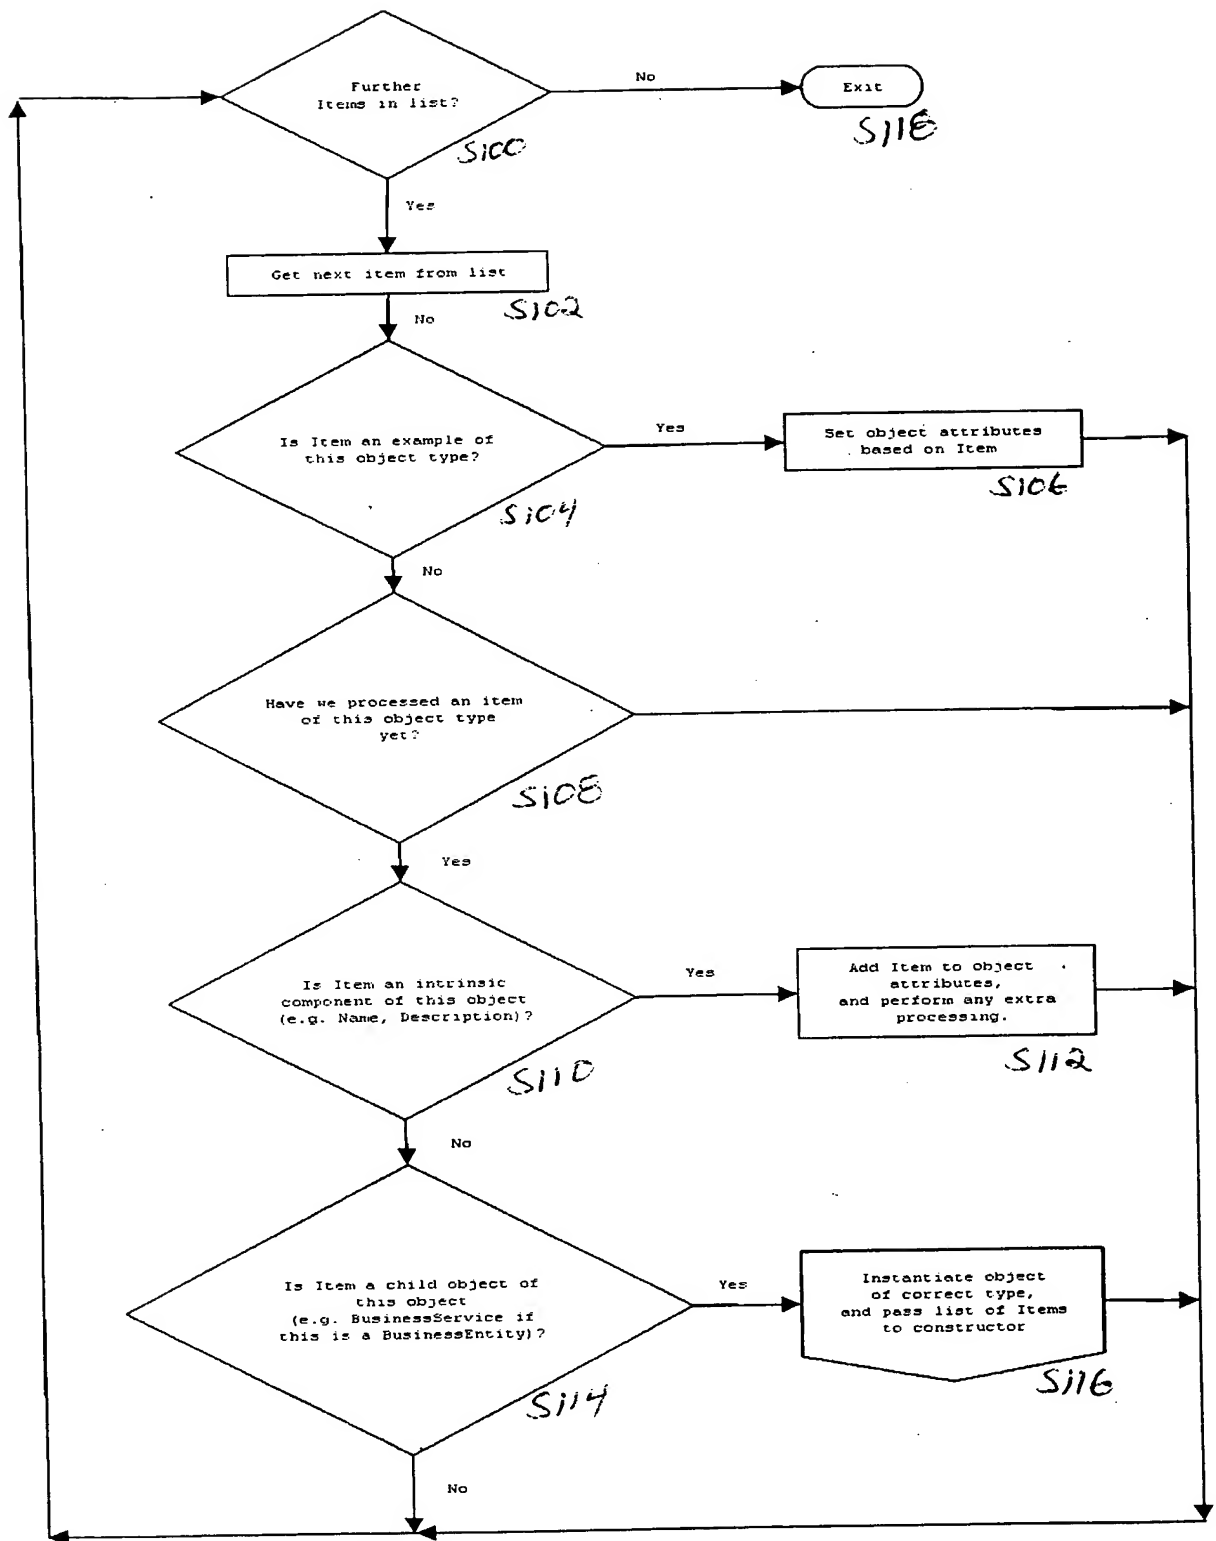 Further
Items in list?
No
Exit
S118
S100
Yes
Get next item from list
S102
No
Is Item an example of
this object type?
Yes
Set object attributes
based on Item
S106
S104
No
Have we processed an item
of this object type
yet?
S108
Yes
Is Item an intrinsic
component of this object
(e.g. Name, Description)?
Yes
Add Item to object
attributes,
and perform any extra
processing.
S112
S110
No
Is Item a child object of
this object
(e.g. BusinessService if
this is a BusinessEntity)?
Yes
Instantiate object
of correct type,
and pass list of Items
to constructor
S116
S114
No